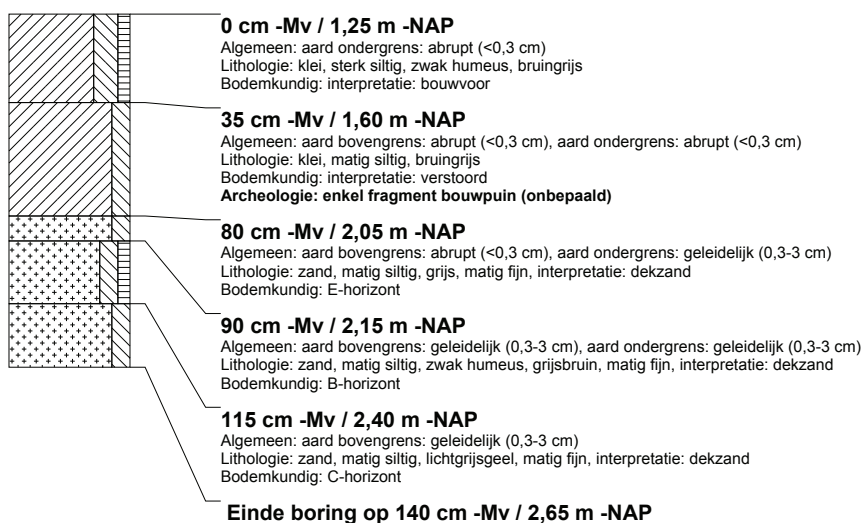 0 cm -Mv / 1,25 m -NAP
Algemeen: aard ondergrens: abrupt (<0,3 cm)
Lithologie: klei, sterk siltig, zwak humeus, bruingrijs
Bodemkundig: interpretatie: bouwvoor
35 cm -Mv / 1,60 m -NAP
Algemeen: aard bovengrens: abrupt (<0,3 cm), aard ondergrens: abrupt (<0,3 cm)
Lithologie: klei, matig siltig, bruingrijs
Bodemkundig: interpretatie: verstoord
Archeologie: enkel fragment bouwpuin (onbepaald)
80 cm -Mv / 2,05 m -NAP
Algemeen: aard bovengrens: abrupt (<0,3 cm), aard ondergrens: geleidelijk (0,3-3 cm)
Lithologie: zand, matig siltig, grijs, matig fijn, interpretatie: dekzand
Bodemkundig: E-horizont
90 cm -Mv / 2,15 m -NAP
Algemeen: aard bovengrens: geleidelijk (0,3-3 cm), aard ondergrens: geleidelijk (0,3-3 cm)
Lithologie: zand, matig siltig, zwak humeus, grijsbruin, matig fijn, interpretatie: dekzand
Bodemkundig: B-horizont
115 cm -Mv / 2,40 m -NAP
Algemeen: aard bovengrens: geleidelijk (0,3-3 cm)
Lithologie: zand, matig siltig, lichtgrijsgeel, matig fijn, interpretatie: dekzand
Bodemkundig: C-horizont
Einde boring op 140 cm -Mv / 2,65 m -NAP